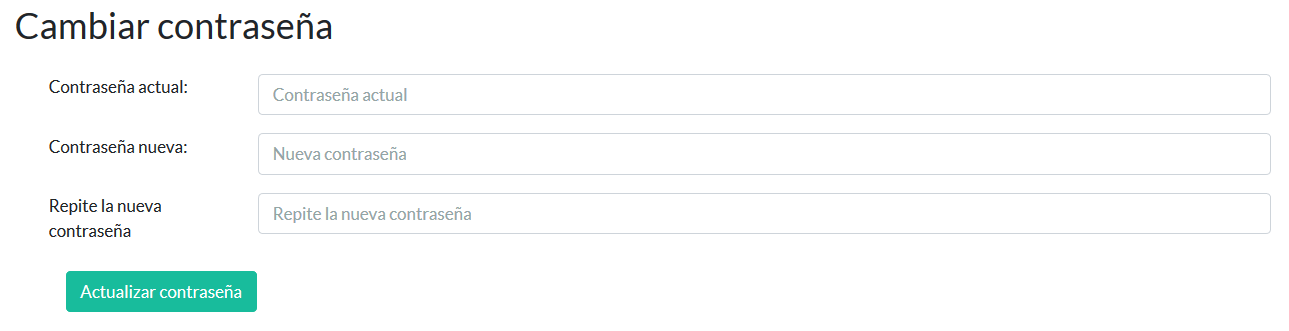 Cambiar contraseña
Contraseña actual:
Contraseña actual
Contraseña nueva:
Nueva contraseña
Repite la nueva
contraseña
Repite la nueva contraseña
Actualizar contraseña